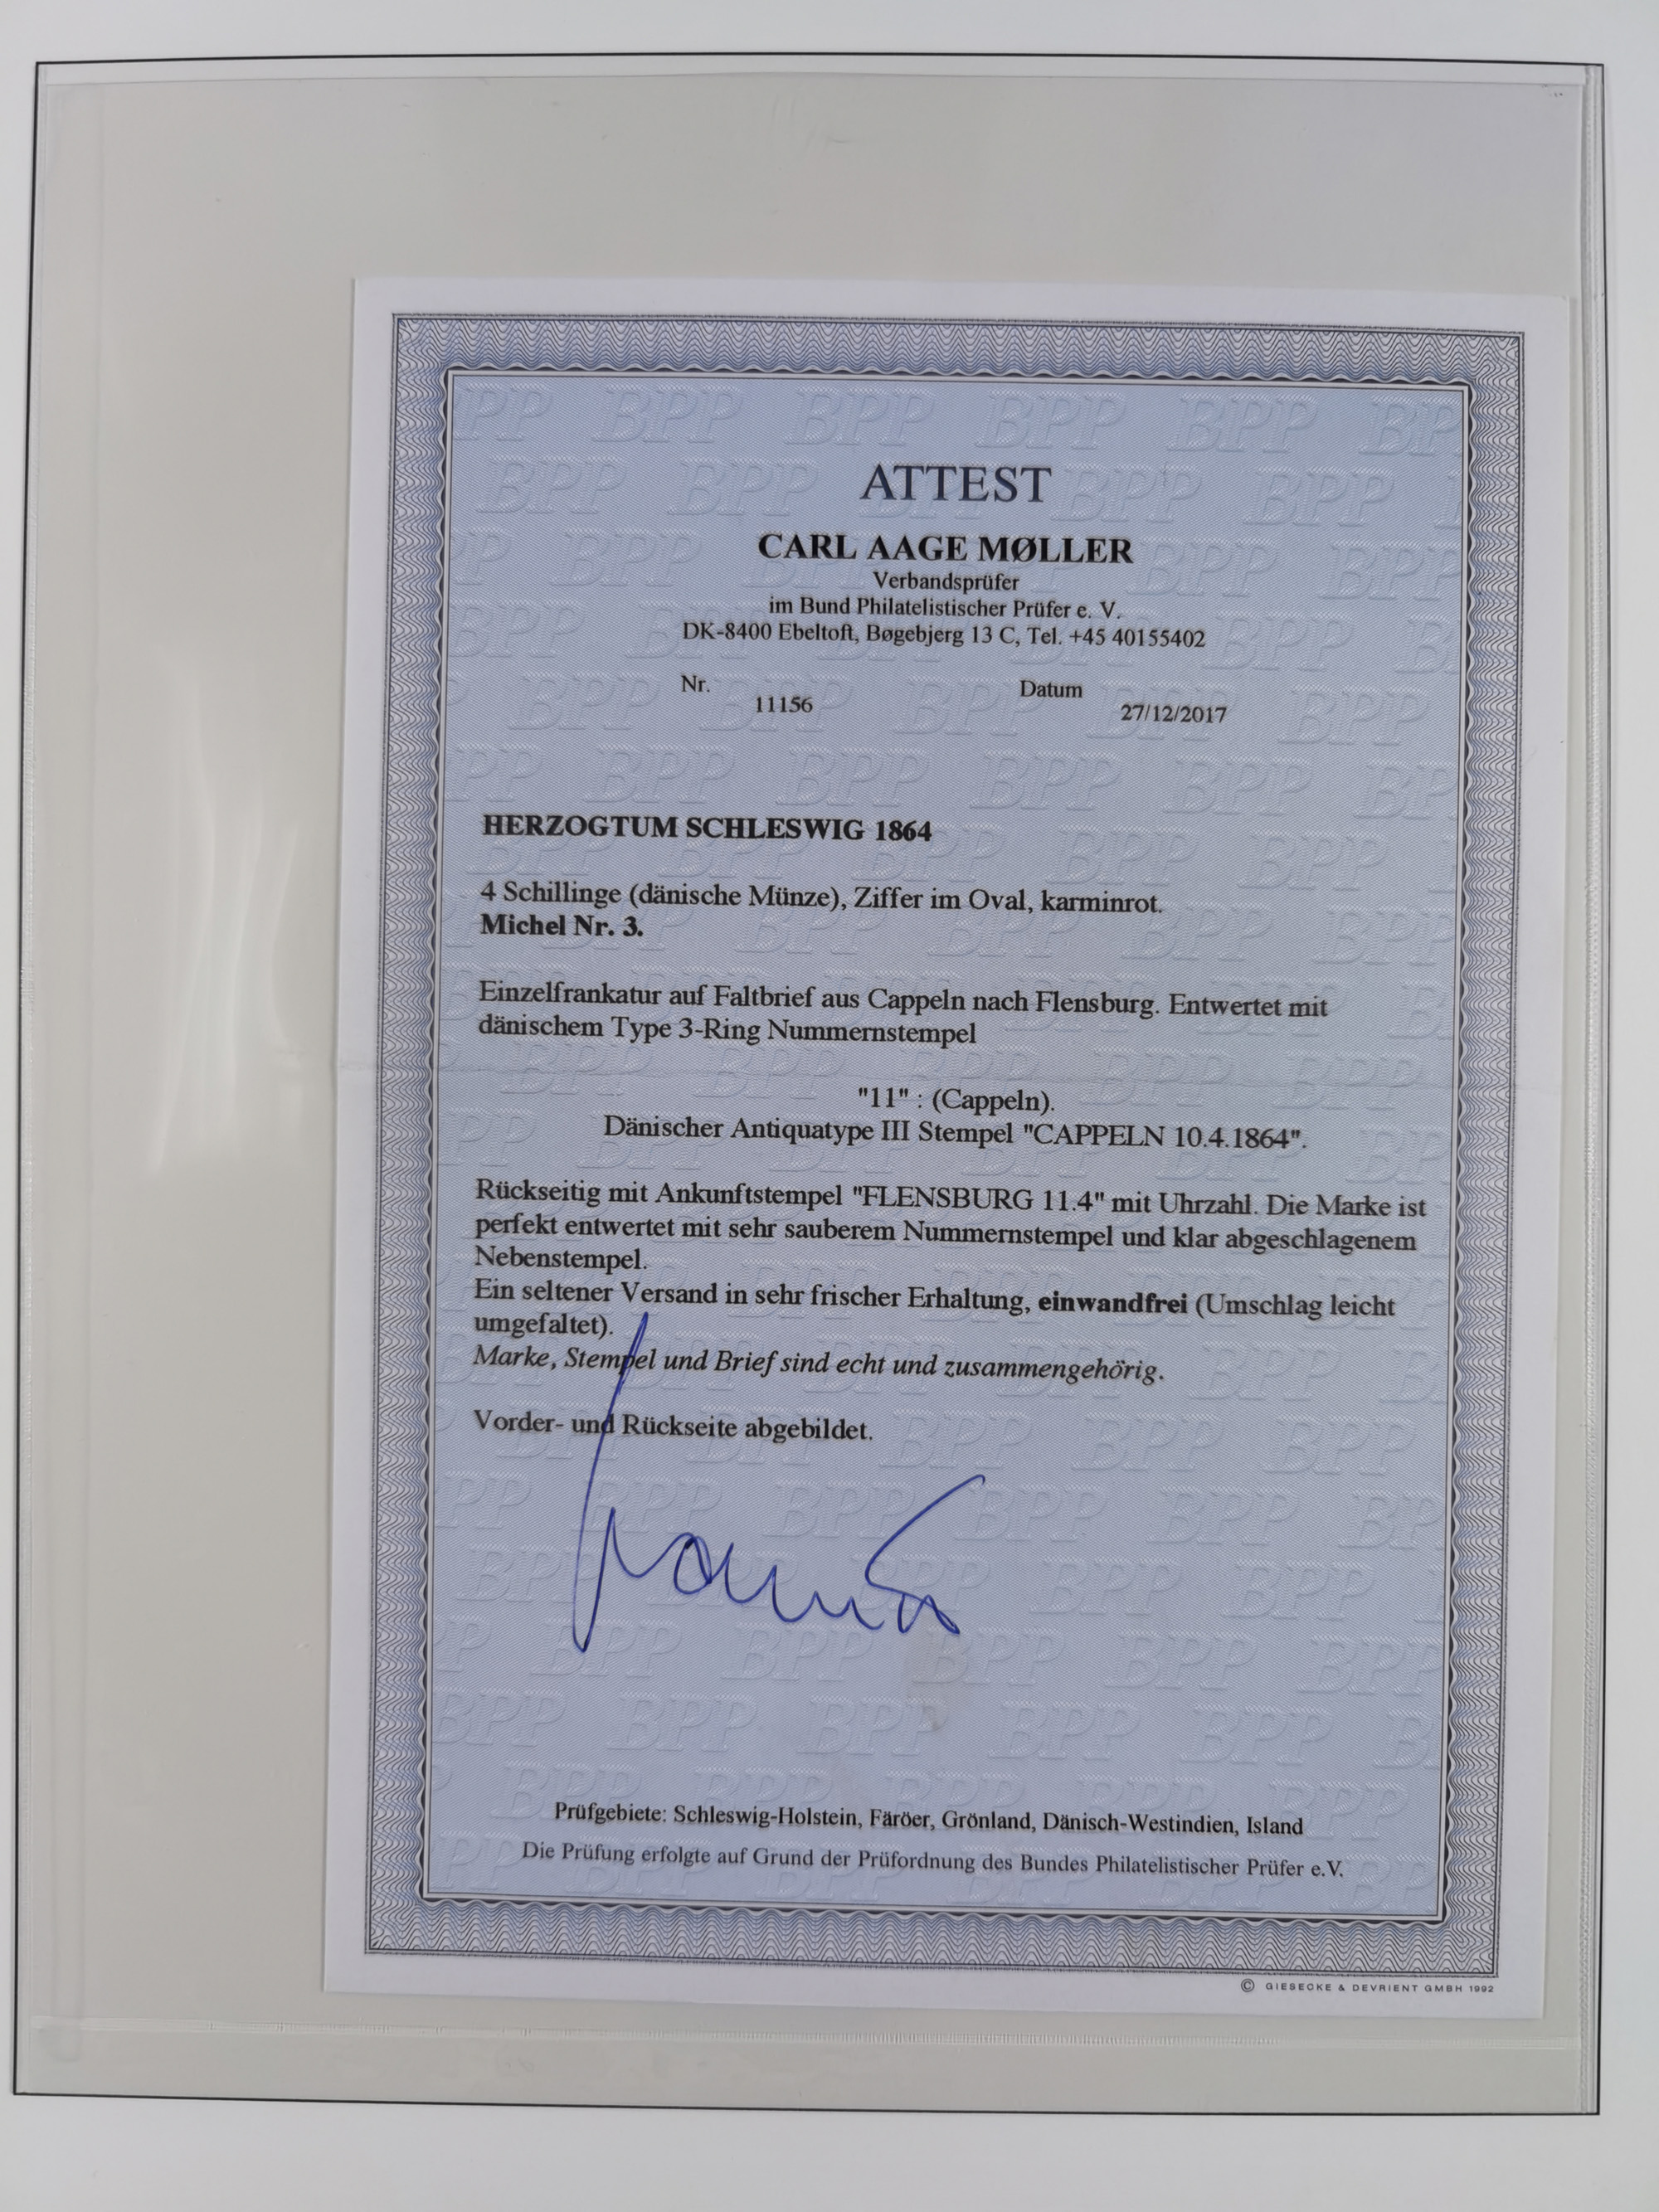 ATTEST
CARL AAGE MØLLER
Verbandsprüfer
im Bund Philatelistischer Prüfer e. V.
DK-8400 Ebeltoft, Bøgebjerg 13 C, Tel. +45 40155402
Nr. 11156 Datum 27/12/2017
HERZOGTUM SCHLESWIG 1864
4 Schillinge (dänische Münze), Ziffer im Oval, karminrot.
Michel Nr. 3.
Einzelfrankatur auf Faltbrief aus Cappeln nach Flensburg. Entwertet mit
dänischem Type 3-Ring Nummernstempel
"11" : (Cappeln).
Dänischer Antiquatype III Stempel "CAPPELN 10.4.1864".
Rückseitig mit Ankunftstempel "FLENSBURG 11.4" mit Uhrzahl. Die Marke ist
perfekt entwertet mit sehr sauberem Nummernstempel und klar abgeschlagenem
Nebenstempel.
Ein seltener Versand in sehr frischer Erhaltung, einwandfrei (Umschlag leicht
umgefaltet).
Marke, Stempel und Brief sind echt und zusammengehörig.
Vorder- und Rückseite abgebildet.
Prüfgebiete: Schleswig-Holstein, Färöer, Grönland, Dänisch-Westindien, Island
Die Prüfung erfolgte auf Grund der Prüfordnung des Bundes Philatelistischer Prüfer e.V.
© GIESECKE & DEVRIENT GMBH 1992